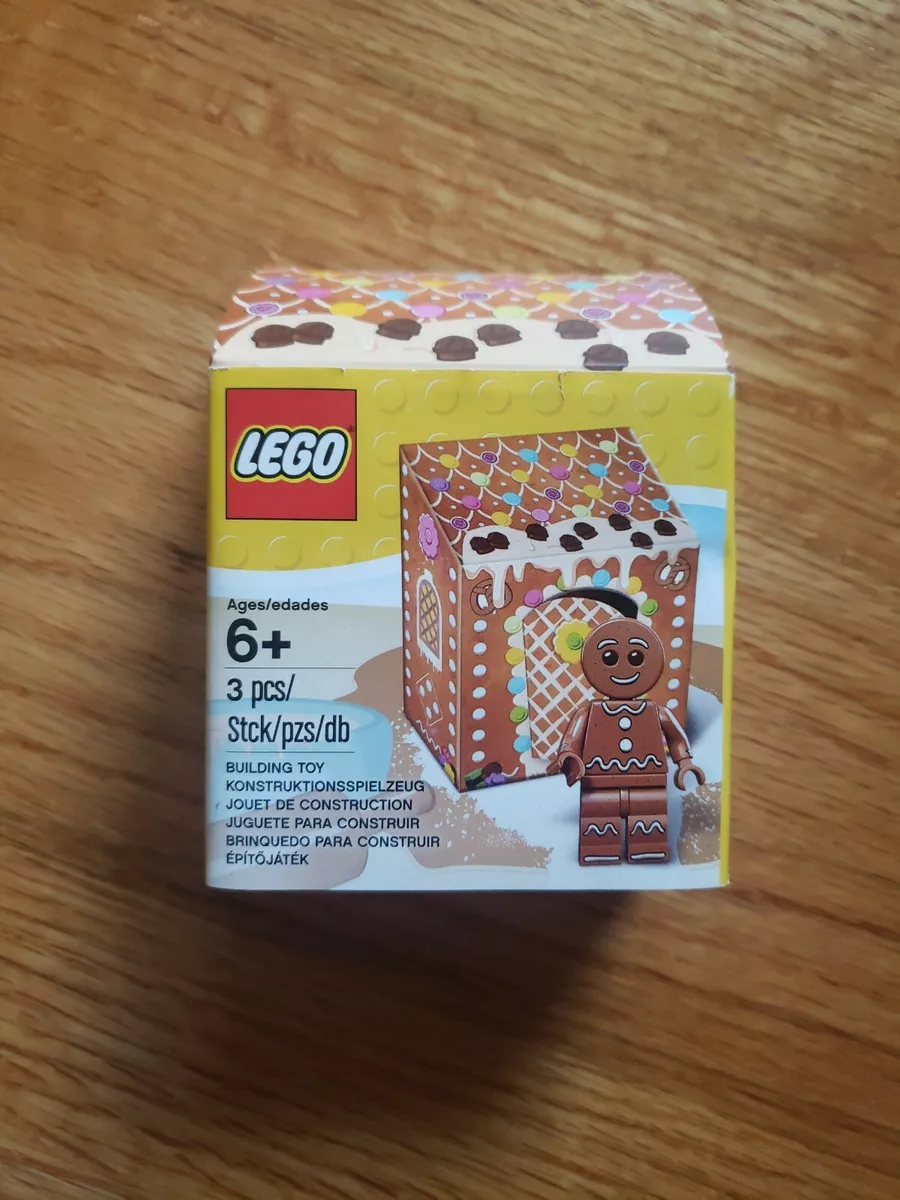 LEGO®
Ages/edades
6+
3 pcs/
Stck/pzs/db
BUILDING TOY
KONSTRUKTIONSSPIELZEUG
JOUET DE CONSTRUCTION
JUGUETE PARA CONSTRUIR
BRINQUEDO PARA CONSTRUIR
ÉPÍTŐJÁTÉK